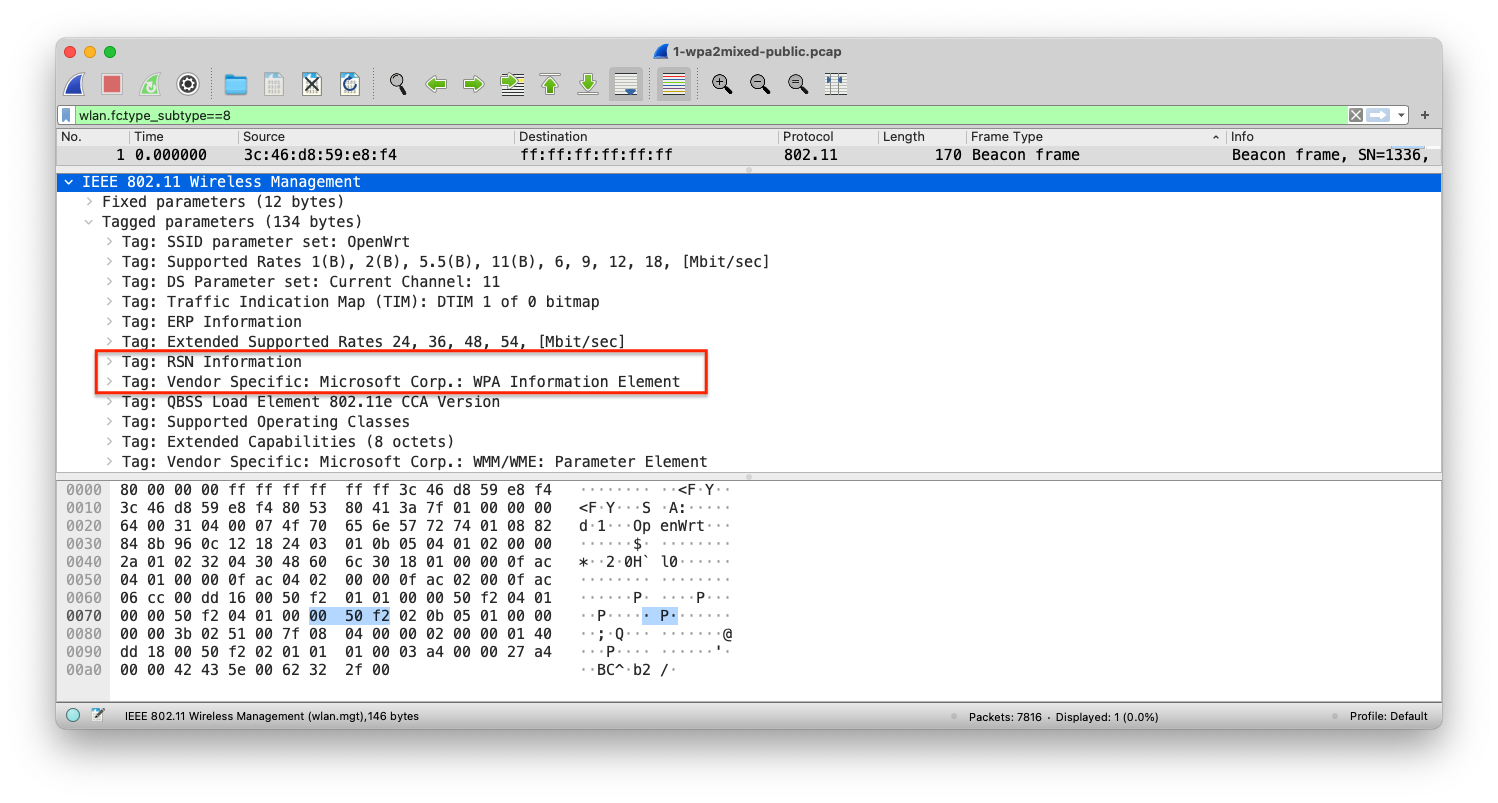 1-wpa2mixed-public.pcap
wlan.fc.type_subtype==8
No. Time Source Destination Protocol Length Frame Type Info
1 0.000000 3c:46:d8:59:e8:f4 ff:ff:ff:ff:ff:ff 802.11 170 Beacon frame Beacon frame, SN=1336,
IEEE 802.11 Wireless Management
Fixed parameters (12 bytes)
Tagged parameters (134 bytes)
Tag: SSID parameter set: OpenWrt
Tag: Supported Rates 1(B), 2(B), 5.5(B), 11(B), 6, 9, 12, 18, [Mbit/sec]
Tag: DS Parameter set: Current Channel: 11
Tag: Traffic Indication Map (TIM): DTIM 1 of 0 bitmap
Tag: ERP Information
Tag: Extended Supported Rates 24, 36, 48, 54, [Mbit/sec]
Tag: RSN Information
Tag: Vendor Specific: Microsoft Corp.: WPA Information Element
Tag: QBSS Load Element 802.11e CCA Version
Tag: Supported Operating Classes
Tag: Extended Capabilities (8 octets)
Tag: Vendor Specific: Microsoft Corp.: WMM/WME: Parameter Element
0000 80 00 00 00 ff ff ff ff ff ff 3c 46 d8 59 e8 f4 ········ ··<F·Y··
0010 3c 46 d8 59 e8 f4 80 53 80 41 3a 7f 01 00 00 00 <F·Y···S ·A:·····
0020 64 00 31 04 00 07 4f 70 65 6e 57 72 74 01 08 82 d·1···Op enWrt···
0030 84 8b 96 0c 12 18 24 03 01 0b 05 04 01 02 00 00 ······$· ········
0040 2a 01 02 32 04 30 48 60 6c 30 18 01 00 00 0f ac *··2·0H` l0······
0050 04 01 00 00 0f ac 04 02 00 00 0f ac 02 00 0f ac ········ ········
0060 06 cc 00 dd 16 00 50 f2 01 01 00 00 50 f2 04 01 ······P· ····P···
0070 00 00 50 f2 04 01 00 00 50 f2 02 0b 05 01 00 00 ··P····· P·······
0080 00 00 3b 02 51 00 7f 08 04 00 00 02 00 00 01 40 ··;·Q··· ·······@
0090 dd 18 00 50 f2 02 01 01 01 00 03 a4 00 00 27 a4 ···P···· ······'·
00a0 00 00 42 43 5e 00 62 32 2f 00 ··BC^·b2 /·
IEEE 802.11 Wireless Management (wlan.mgt), 146 bytes Packets: 7816 · Displayed: 1 (0.0%) Profile: Default